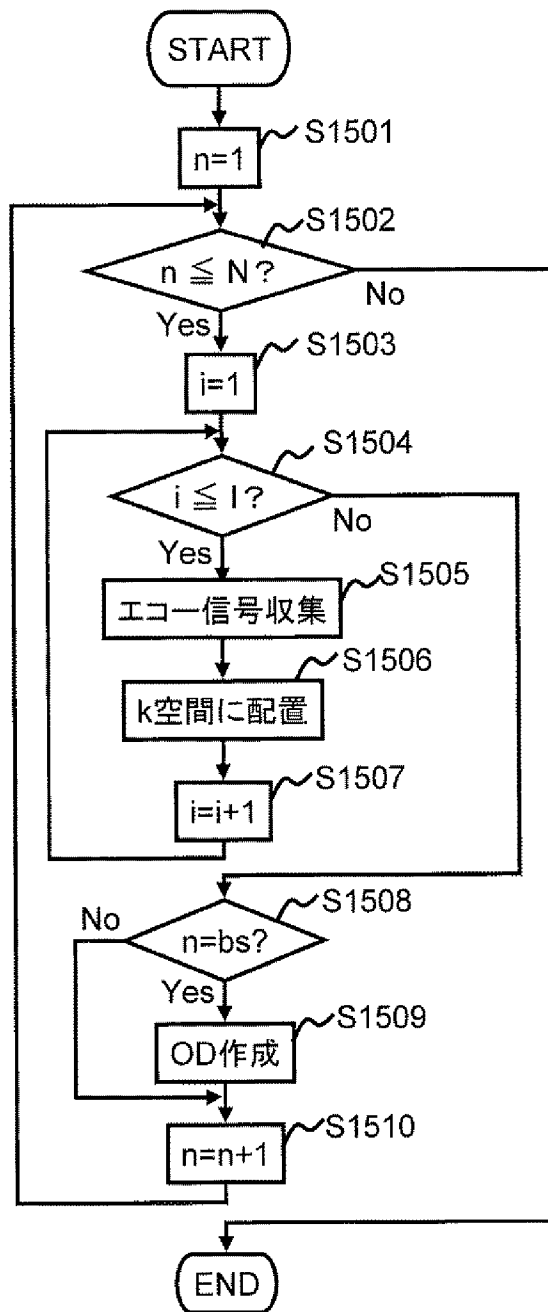 START
S1501
n=1
S1502
n ≦ N?
No
Yes
S1503
i=1
S1504
i ≦ I?
No
Yes
S1505
エコー信号収集
S1506
k空間に配置
S1507
i=i+1
S1508
No
n=bs?
Yes
S1509
OD作成
S1510
n=n+1
END